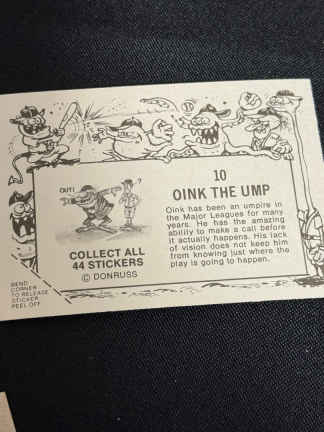 10
OINK THE UMP
OUT!
?
COLLECT ALL
44 STICKERS
© DONRUSS
Oink has been an umpire in
the Major Leagues for many
years. He has the amazing
ability to make a call before
it actually happens. His lack
of vision does not keep him
from knowing just where the
play is going to happen.
BEND
CORNER
TO RELEASE
STICKER
PEEL OFF